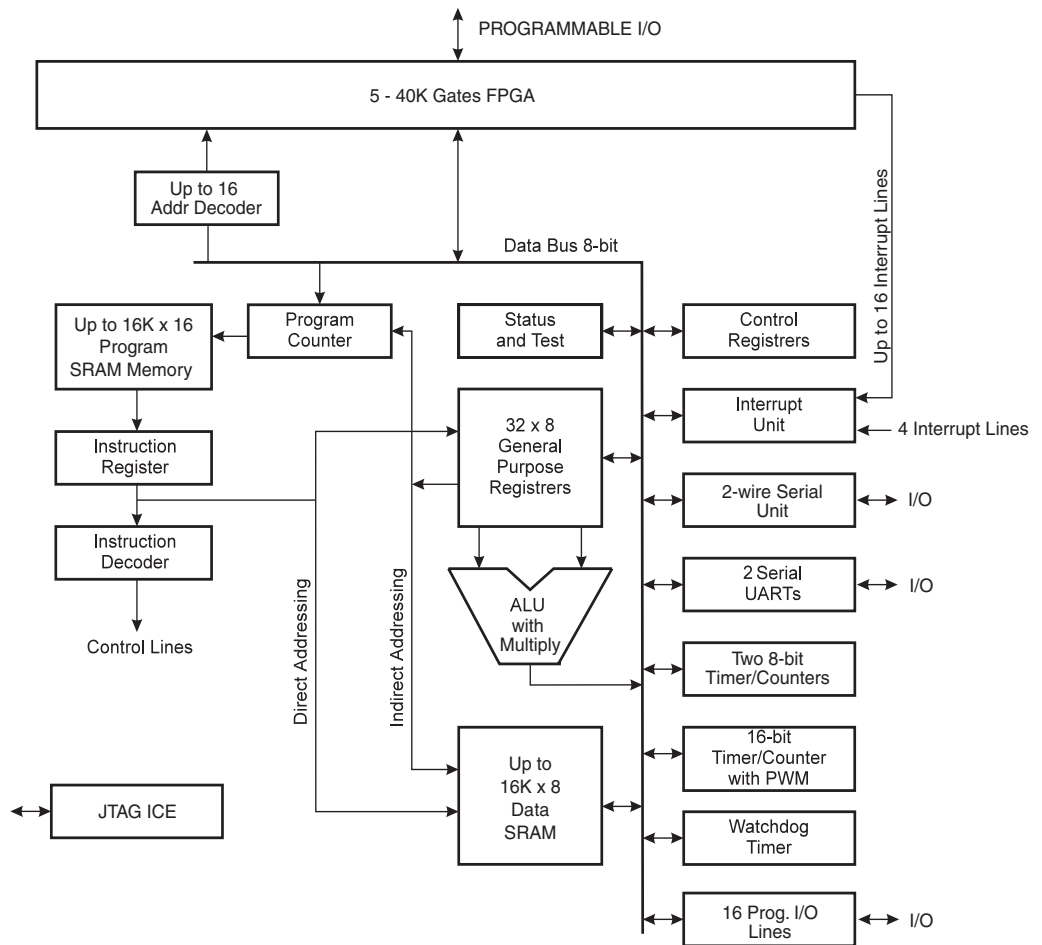 PROGRAMMABLE I/O
5 - 40K Gates FPGA
Up to 16
Addr Decoder
Up to 16 Interrupt Lines
Data Bus 8-bit
Up to 16K x 16
Program
SRAM Memory
Program
Counter
Status
and Test
Control
Registrers
Instruction
Register
32 x 8
General
Purpose
Registrers
Interrupt
Unit
4 Interrupt Lines
2-wire Serial
Unit
I/O
Instruction
Decoder
Control Lines
Direct Addressing
Indirect Addressing
ALU
with
Multiply
2 Serial
UARTs
I/O
Two 8-bit
Timer/Counters
Up to
16K x 8
Data
SRAM
16-bit
Timer/Counter
with PWM
JTAG ICE
Watchdog
Timer
16 Prog. I/O
Lines
I/O